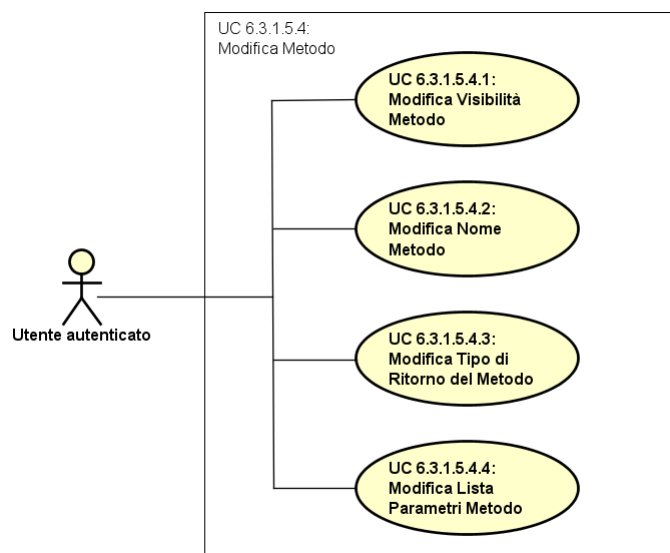 UC 6.3.1.5.4:
Modifica Metodo
UC 6.3.1.5.4.1:
Modifica Visibilità
Metodo
UC 6.3.1.5.4.2:
Modifica Nome
Metodo
Utente autenticato
UC 6.3.1.5.4.3:
Modifica Tipo di
Ritorno del Metodo
UC 6.3.1.5.4.4:
Modifica Lista
Parametri Metodo